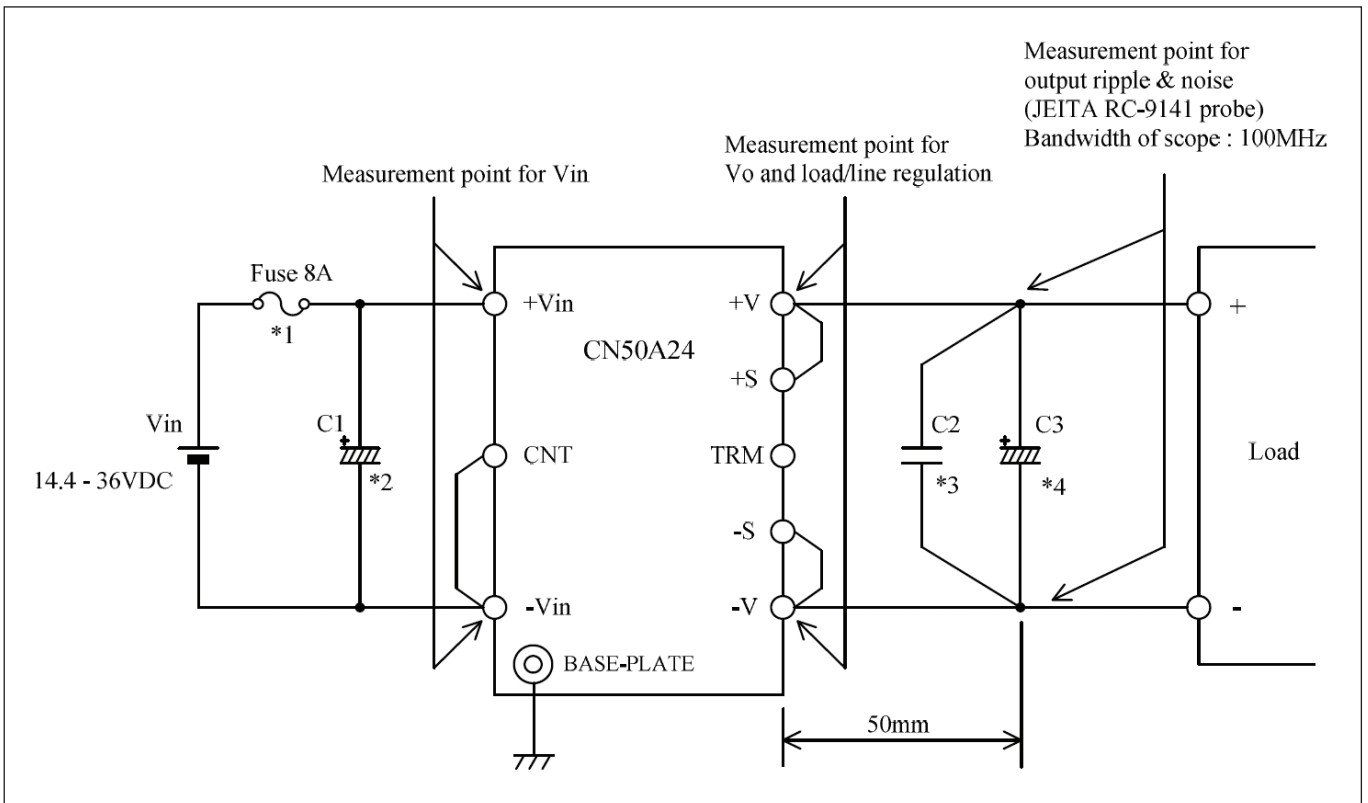 Measurement point for
output ripple & noise
(JEITA RC-9141 probe)
Bandwidth of scope : 100MHz
Measurement point for
Vo and load/line regulation
Measurement point for Vin
Fuse 8A
*1
+Vin
+V
+
CN50A24
+S
Vin
14.4 - 36VDC
C1
+
*2
CNT
TRM
C2
*3
C3
+
*4
Load
-S
-Vin
-V
-
BASE-PLATE
50mm